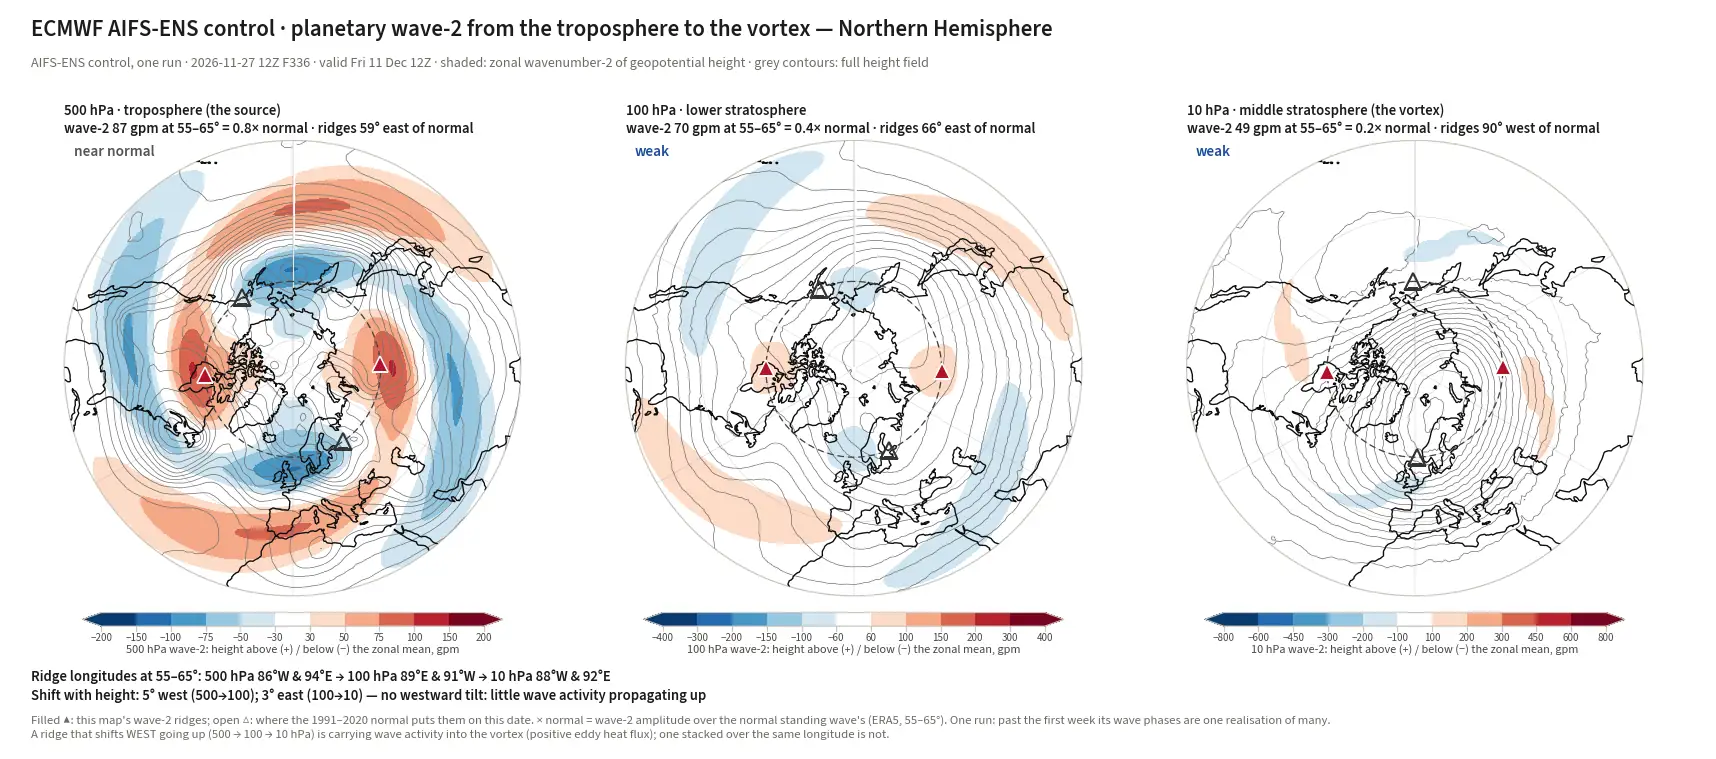 ECMWF AIFS-ENS control · planetary wave-2 from the troposphere to the vortex — Northern Hemisphere
AIFS-ENS control, one run · 2026-11-27 12Z F336 · valid Fri 11 Dec 12Z · shaded: zonal wavenumber-2 of geopotential height · grey contours: full height field
500 hPa · troposphere (the source)
wave-2 87 gpm at 55–65° = 0.8× normal · ridges 59° east of normal
near normal
100 hPa · lower stratosphere
wave-2 70 gpm at 55–65° = 0.4× normal · ridges 66° east of normal
weak
10 hPa · middle stratosphere (the vortex)
wave-2 49 gpm at 55–65° = 0.2× normal · ridges 90° west of normal
weak
−200 −150 −100 −75 −50 −30 30 50 75 100 150 200
500 hPa wave-2: height above (+) / below (−) the zonal mean, gpm
−400 −300 −200 −150 −100 −60 60 100 150 200 300 400
100 hPa wave-2: height above (+) / below (−) the zonal mean, gpm
−800 −600 −450 −300 −200 −100 100 200 300 450 600 800
10 hPa wave-2: height above (+) / below (−) the zonal mean, gpm
Ridge longitudes at 55–65°: 500 hPa 86°W & 94°E → 100 hPa 89°E & 91°W → 10 hPa 88°W & 92°E
Shift with height: 5° west (500→100); 3° east (100→10) — no westward tilt: little wave activity propagating up
Filled ▲: this map's wave-2 ridges; open △: where the 1991–2020 normal puts them on this date. × normal = wave-2 amplitude over the normal standing wave's (ERA5, 55–65°). One run: past the first week its wave phases are one realisation of many.
A ridge that shifts WEST going up (500 → 100 → 10 hPa) is carrying wave activity into the vortex (positive eddy heat flux); one stacked over the same longitude is not.